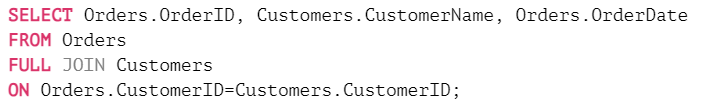 SELECT Orders.OrderID, Customers.CustomerName, Orders.OrderDate
FROM Orders
FULL JOIN Customers
ON Orders.CustomerID=Customers.CustomerID;